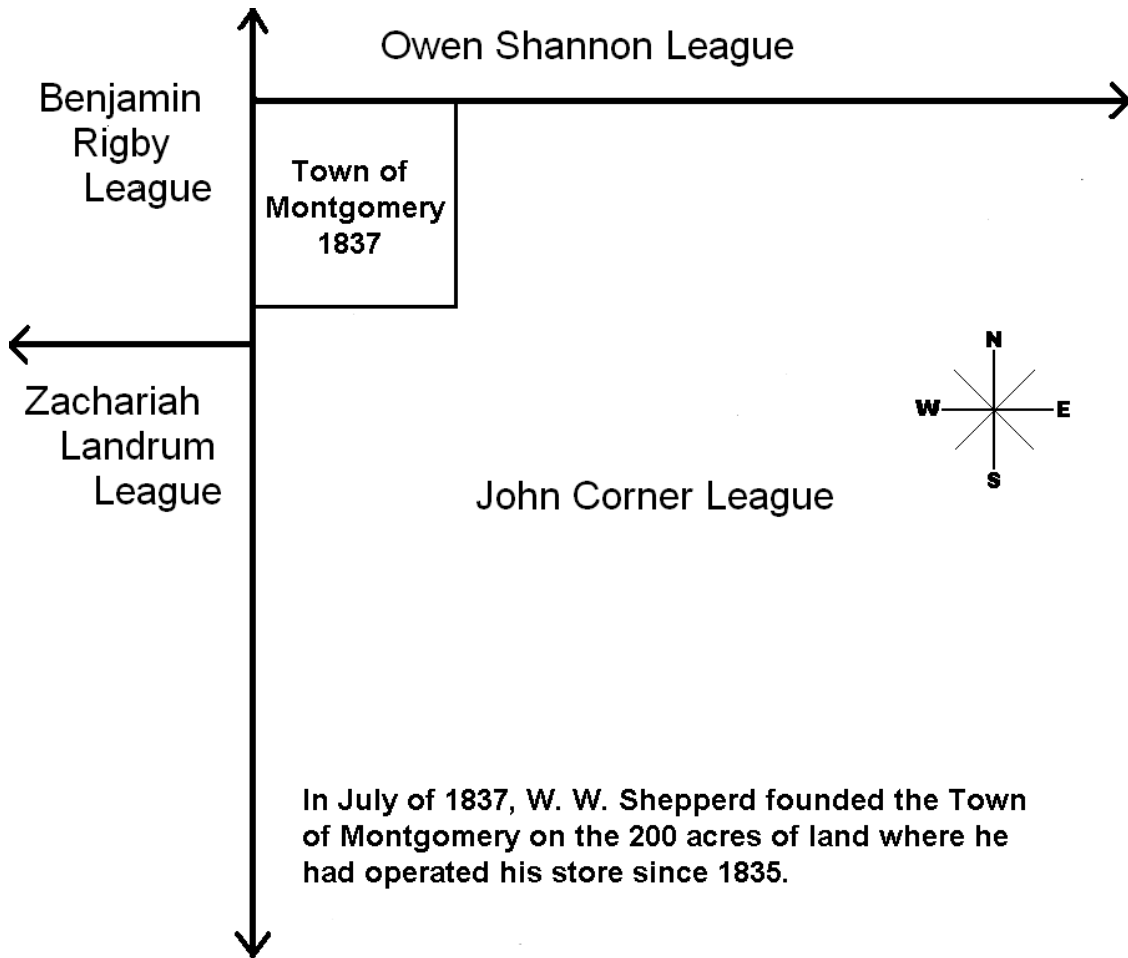 Owen Shannon League
Benjamin
Rigby
League
Town of
Montgomery
1837
Zachariah
Landrum
League
N
W
E
S
John Corner League
In July of 1837, W. W. Shepperd founded the Town
of Montgomery on the 200 acres of land where he
had operated his store since 1835.